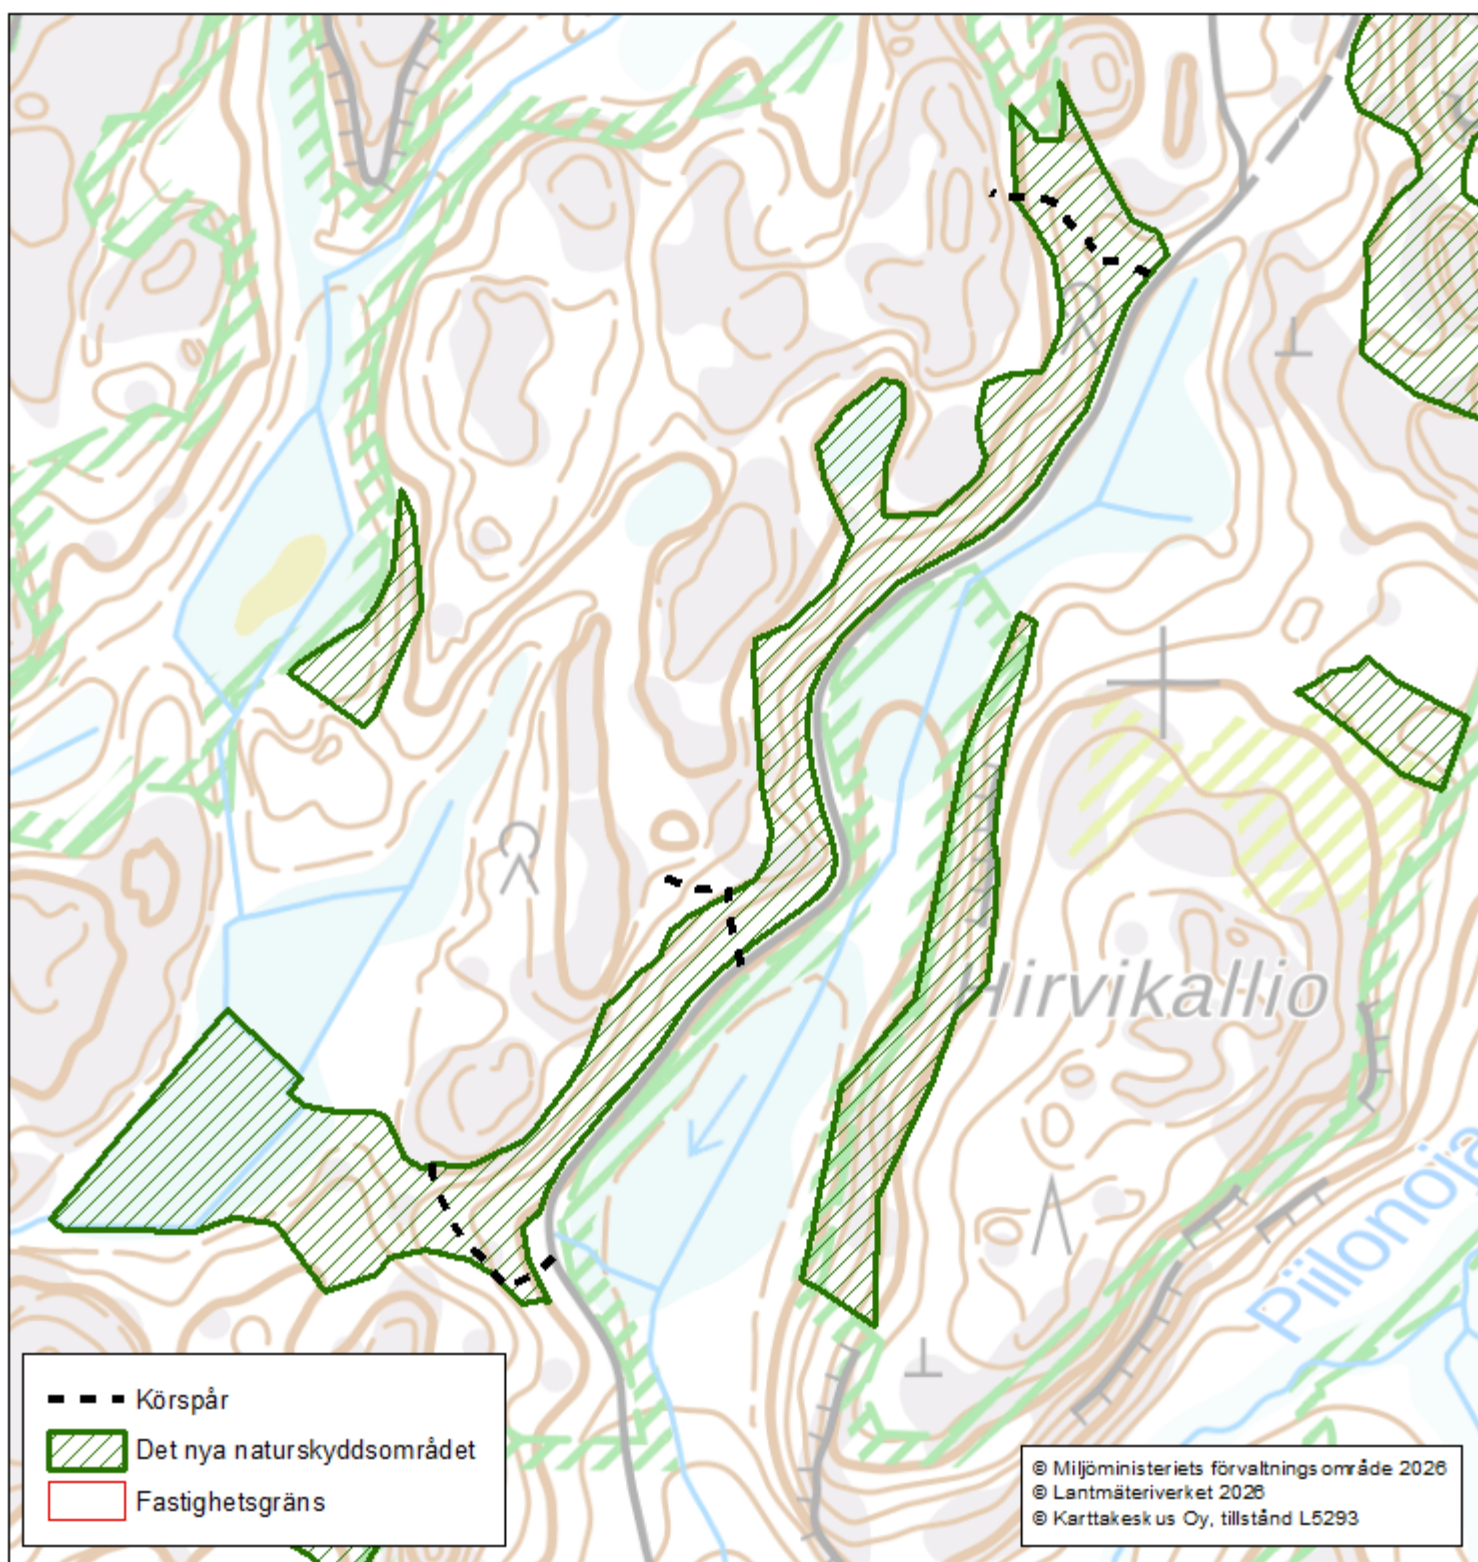 Hirvikallio
Piilonoja
Körspår
Det nya naturskyddsområdet
Fastighetsgräns
© Miljöministeriets förvaltningsområde 2026
© Lantmäteriverket 2026
© Karttakeskus Oy, tillstånd L5293